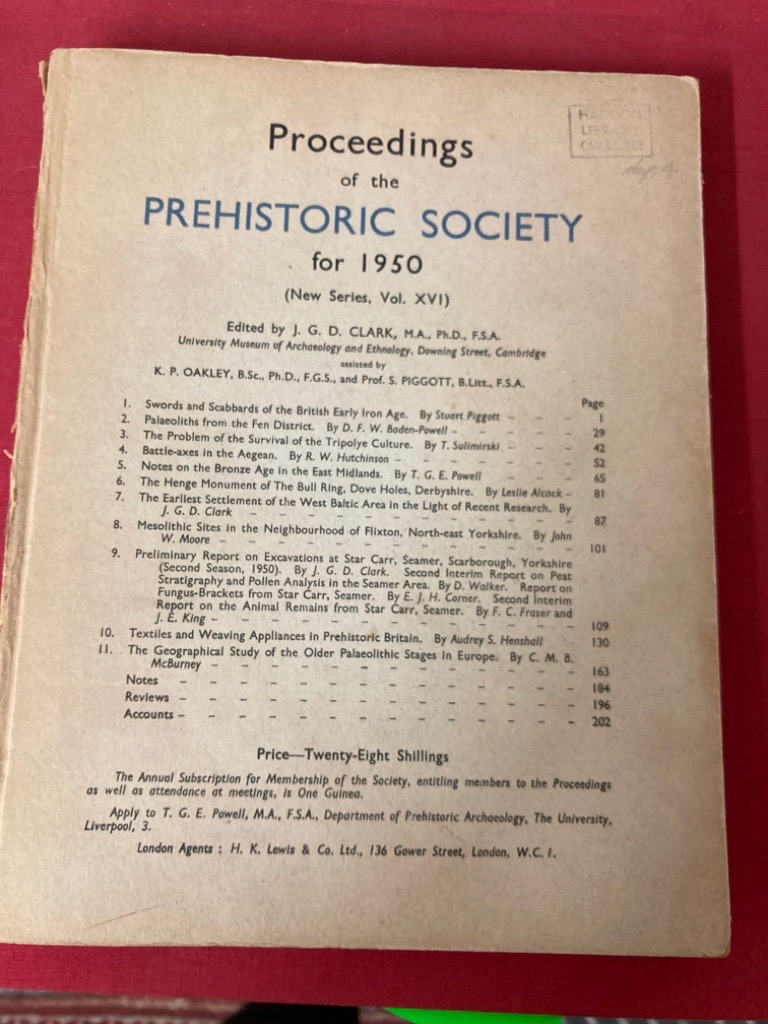 Proceedings
of the
PREHISTORIC SOCIETY
for 1950
(New Series, Vol. XVI)
LIBRARY
CAMBRIDGE
Edited by J. G. D. CLARK, M.A., Ph.D., F.S.A.
University Museum of Archaeology and Ethnology, Downing Street, Cambridge
assisted by
K. P. OAKLEY, B.Sc., Ph.D., F.G.S., and Prof. S. PIGGOTT, B.Litt., F.S.A.
Page
1. Swords and Scabbards of the British Early Iron Age. By Stuart Piggott – – – 1
2. Palaeoliths from the Fen District. By D. F. W. Baden-Powell – – – – – 29
3. The Problem of the Survival of the Tripolye Culture. By T. Sulimirski – – – 42
4. Battle-axes in the Aegean. By R. W. Hutchinson – – – – – – – 52
5. Notes on the Bronze Age in the East Midlands. By T. G. E. Powell – – – 65
6. The Henge Monument of The Bull Ring, Dove Holes, Derbyshire. By Leslie Alcock – 81
7. The Earliest Settlement of the West Baltic Area in the Light of Recent Research. By
J. G. D. Clark – – – – – – – – – – – – 87
8. Mesolithic Sites in the Neighbourhood of Flixton, North-east Yorkshire. By John
W. Moore – – – – – – – – – – – – – 101
9. Preliminary Report on Excavations at Star Carr, Seamer, Scarborough, Yorkshire
(Second Season, 1950). By J. G. D. Clark. Second Interim Report on Peat
Stratigraphy and Pollen Analysis in the Seamer Area. By D. Walker. Report on
Fungus-Brackets from Star Carr, Seamer. By E. J. H. Corner. Second Interim
Report on the Animal Remains from Star Carr, Seamer. By F. C. Fraser and
J. E. King – – – – – – – – – – – – – 109
10. Textiles and Weaving Appliances in Prehistoric Britain. By Audrey S. Henshall – 130
11. The Geographical Study of the Older Palaeolithic Stages in Europe. By C. M. B.
McBurney – – – – – – – – – – – – – 163
Notes – – – – – – – – – – – – – – 184
Reviews – – – – – – – – – – – – – – 196
Accounts – – – – – – – – – – – – – – 202
Price—Twenty-Eight Shillings
The Annual Subscription for Membership of the Society, entitling members to the Proceedings
as well as attendance at meetings, is One Guinea.
Apply to T. G. E. Powell, M.A., F.S.A., Department of Prehistoric Archaeology, The University,
Liverpool, 3.
London Agents : H. K. Lewis & Co. Ltd., 136 Gower Street, London, W.C.1.